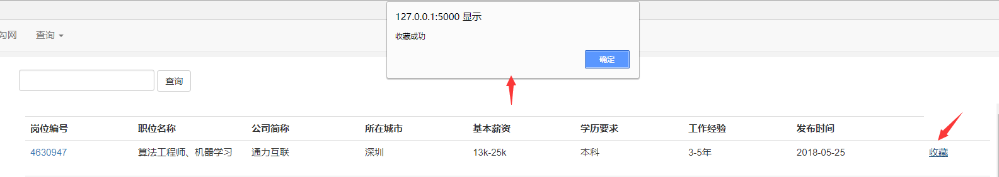 127.0.0.1:5000 显示
收藏成功
确定
勾网 查询
查询
岗位编号 职位名称 公司简称 所在城市 基本薪资 学历要求 工作经验 发布时间
4630947 算法工程师、机器学习 通力互联 深圳 13k-25k 本科 3-5年 2018-05-25 收藏